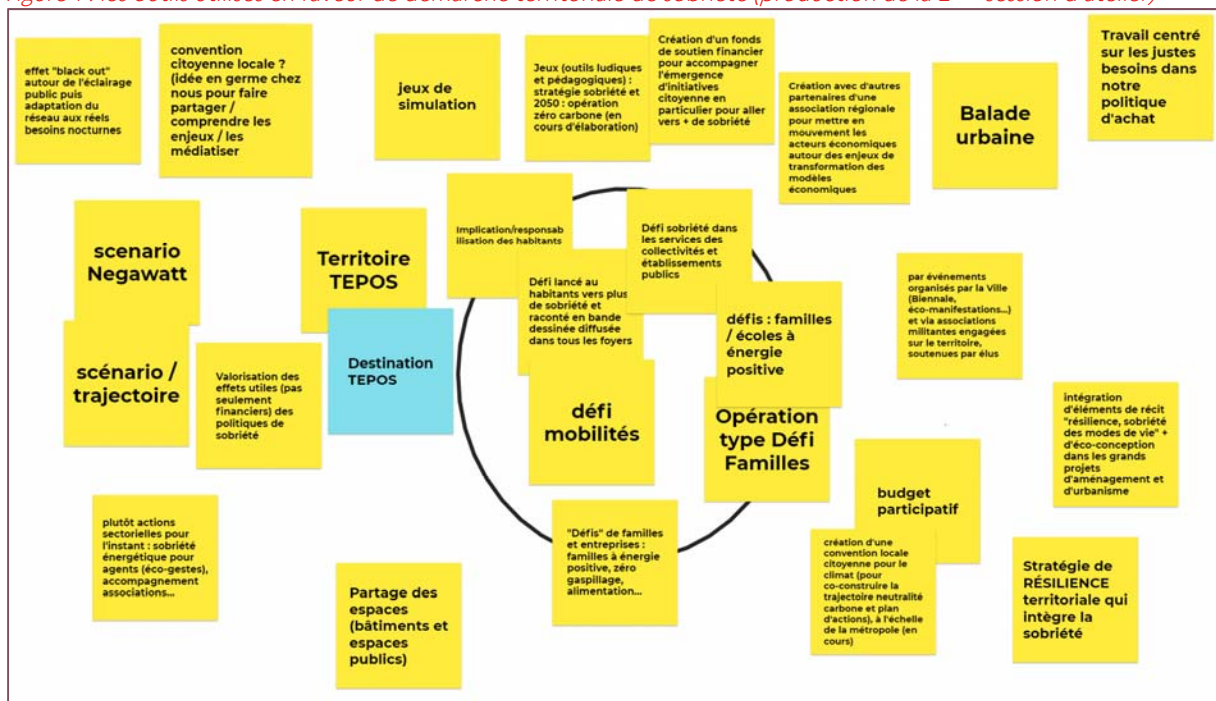 effet "black out"
autour de l'éclairage
public puis
adaptation du
réseau aux réels
besoins nocturnes
convention
citoyenne locale ?
(idée en germe chez
nous pour faire
partager /
comprendre les
enjeux / les
médiatiser
jeux de
simulation
Jeux (outils ludiques
et pédagogiques) :
stratégie sobriété et
2050 : opération
zéro carbone (en
cours d'élaboration)
Création d'un fonds
de soutien financier
pour accompagner
l'émergence
d'initiatives
citoyenne en
particulier pour aller
vers + de sobriété
Création avec d'autres
partenaires d'une
association régionale
pour mettre en
mouvement les
acteurs économiques
autour des enjeux de
transformation des
modèles
économiques
Balade
urbaine
Travail centré
sur les justes
besoins dans
notre
politique
d'achat
scenario
Negawatt
Territoire
TEPOS
Implication/responsab
ilisation des habitants
Défi sobriété dans
les services des
collectivités et
établissements
publics
Défi lancé au
habitants vers plus
de sobriété et
raconté en bande
dessinée diffusée
dans tous les foyers
défis : familles
/ écoles à
énergie
positive
par événements
organisés par la Ville
(Biennale,
éco-manifestations...)
et via associations
militantes engagées
sur le territoire,
soutenues par élus
scénario /
trajectoire
Valorisation des
effets utiles (pas
seulement
financiers) des
politiques de
sobriété
Destination
TEPOS
défi
mobilités
Opération
type Défi
Familles
intégration
d'éléments de récit
"résilience, sobriété
des modes de vie" +
d'éco-conception
dans les grands
projets
d'aménagement et
d'urbanisme
budget
participatif
plutôt actions
sectorielles pour
l'instant : sobriété
énergétique pour
agents (éco-gestes),
accompagnement
associations...
Partage des
espaces
(bâtiments et
espaces
publics)
"Défis" de familles
et entreprises :
familles à énergie
positive, zéro
gaspillage,
alimentation...
création d'une
convention locale
citoyenne pour le
climat (pour
co-construire la
trajectoire neutralité
carbone et plan
d'actions), à l'échelle
de la métropole (en
cours)
Stratégie de
RÉSILIENCE
territoriale qui
intègre la
sobriété